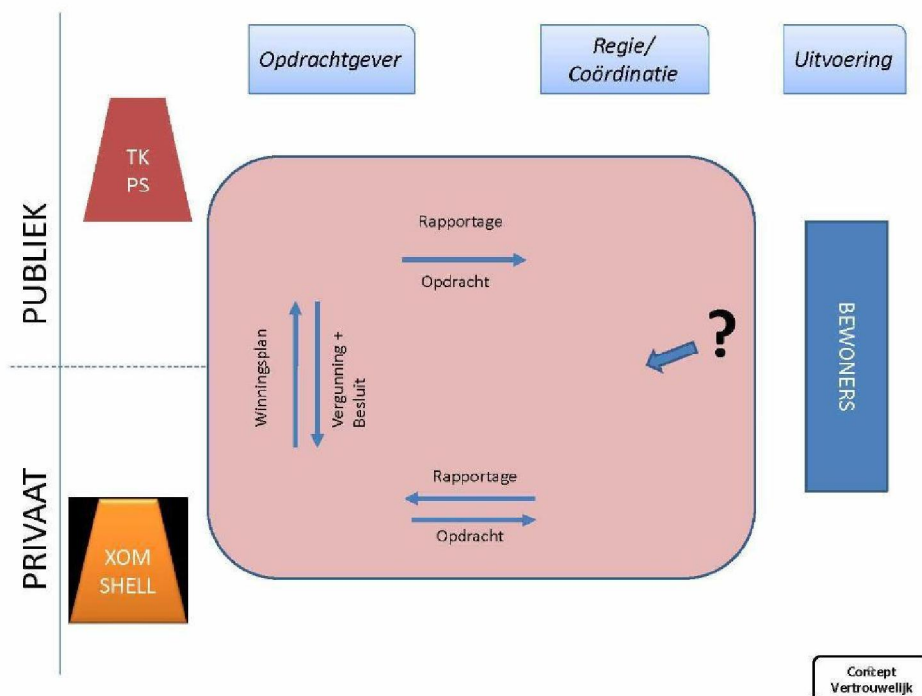 Opdrachtgever
Regie/
Coördinatie
Uitvoering
TK
PS
PUBLIEK
Rapportage
Opdracht
?
Winningsplan
Vergunning +
Besluit
BEWONERS
PRIVAAT
Rapportage
Opdracht
XOM
SHELL
Concept
Vertrouwelijk